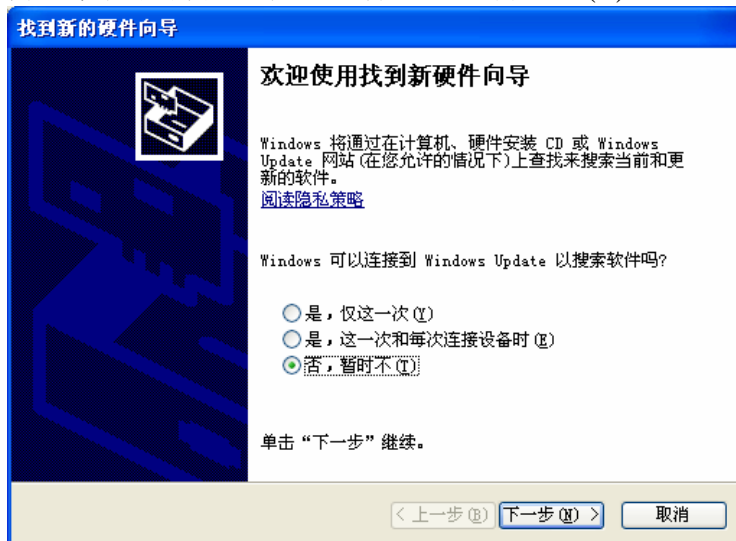 找到新的硬件向导
欢迎使用找到新硬件向导
Windows 将通过在计算机、硬件安装 CD 或 Windows
Update 网站(在您允许的情况下)上查找来搜索当前和更
新的软件。
阅读隐私策略
Windows 可以连接到 Windows Update 以搜索软件吗?
是，仅这一次(Y)
是，这一次和每次连接设备时(E)
否，暂时不(T)
单击“下一步”继续。
< 上一步(B) 下一步(N) > 取消